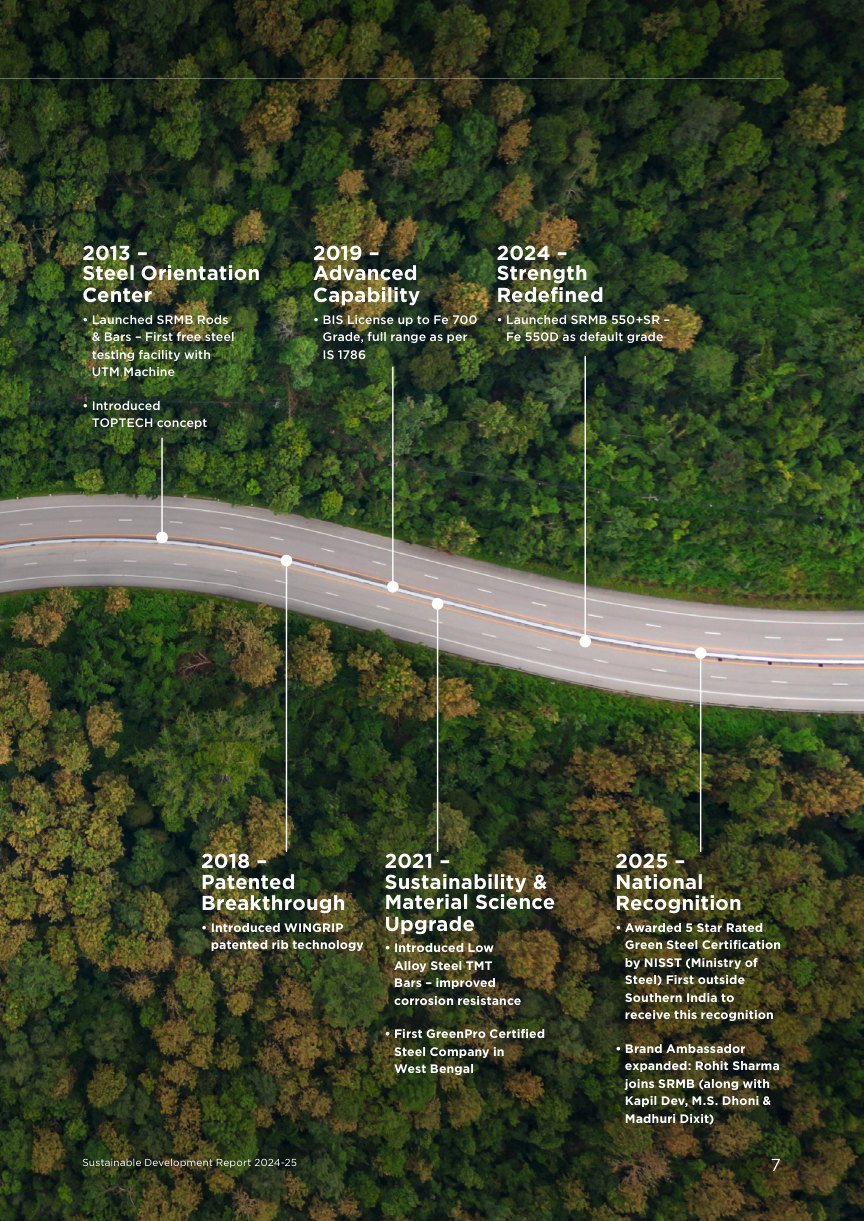 2013 –
Steel Orientation
Center
• Launched SRMB Rods
& Bars – First free steel
testing facility with
UTM Machine
• Introduced
TOPTECH concept
2019 –
Advanced
Capability
• BIS License up to Fe 700
Grade, full range as per
IS 1786
2024 –
Strength
Redefined
• Launched SRMB 550+SR –
Fe 550D as default grade
2018 –
Patented
Breakthrough
• Introduced WINGRIP
patented rib technology
2021 –
Sustainability &
Material Science
Upgrade
• Introduced Low
Alloy Steel TMT
Bars – improved
corrosion resistance
• First GreenPro Certified
Steel Company in
West Bengal
2025 –
National
Recognition
• Awarded 5 Star Rated
Green Steel Certification
by NISST (Ministry of
Steel) First outside
Southern India to
receive this recognition
• Brand Ambassador
expanded: Rohit Sharma
joins SRMB (along with
Kapil Dev, M.S. Dhoni &
Madhuri Dixit)
Sustainable Development Report 2024-25
7